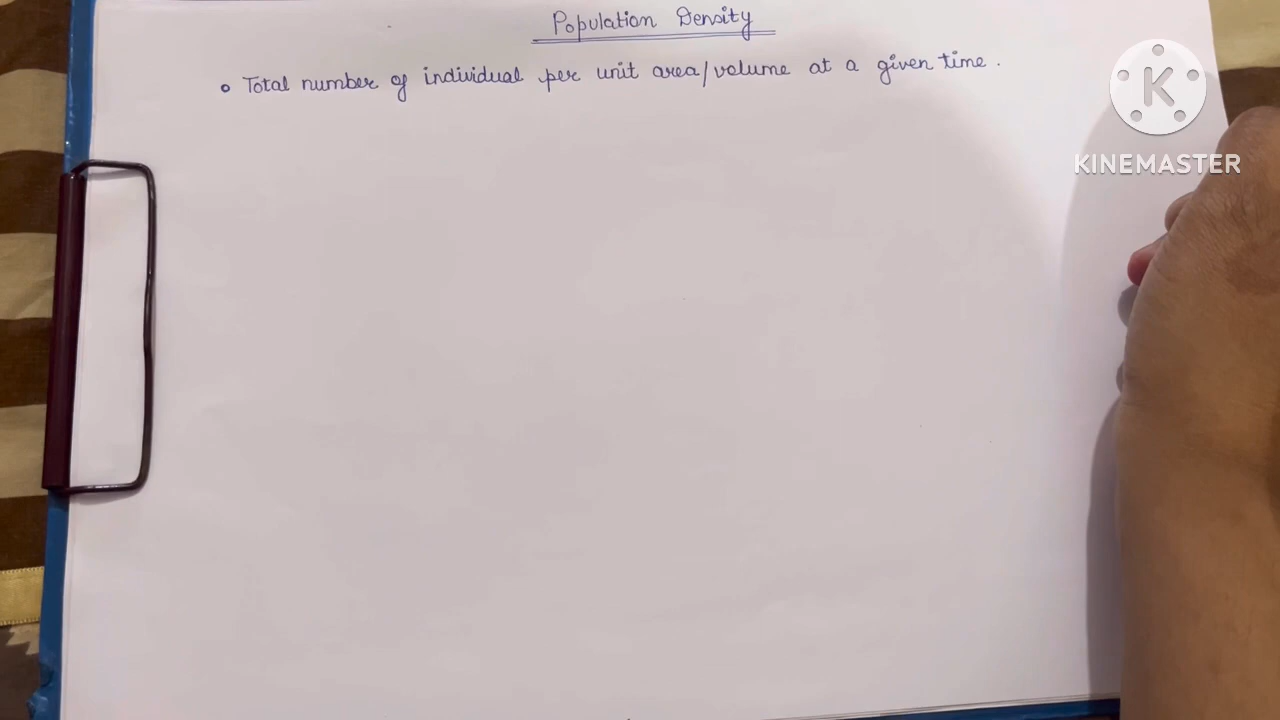 Population Density
Total number of individual per unit area/volume at a given time.
K
KINEMASTER